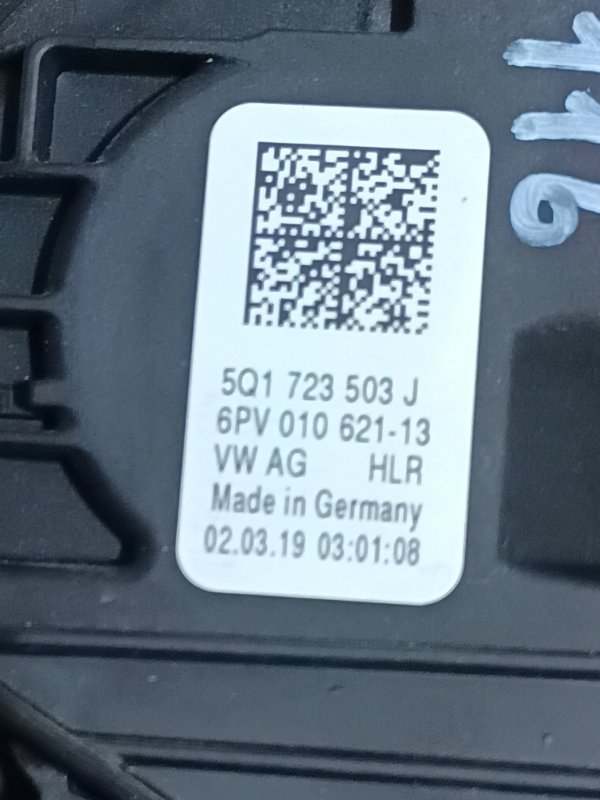 5Q1 723 503 J
6PV 010 621-13
VW AG HLR
Made in Germany
02.03.19 03:01:08
116